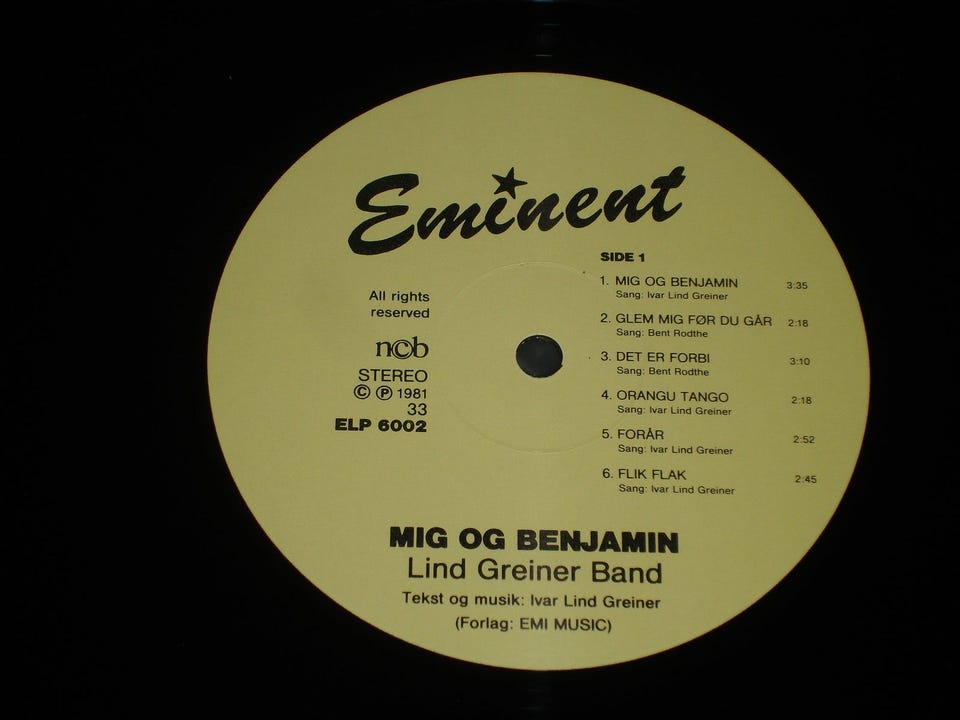 Eminent
All rights
reserved
ncb
STEREO
© ℗ 1981
33
ELP 6002
SIDE 1
1. MIG OG BENJAMIN 3:35
Sang: Ivar Lind Greiner
2. GLEM MIG FØR DU GÅR 2:18
Sang: Bent Rodthe
3. DET ER FORBI 3:10
Sang: Bent Rodthe
4. ORANGU TANGO 2:18
Sang: Ivar Lind Greiner
5. FORÅR 2:52
Sang: Ivar Lind Greiner
6. FLIK FLAK 2:45
Sang: Ivar Lind Greiner
MIG OG BENJAMIN
Lind Greiner Band
Tekst og musik: Ivar Lind Greiner
(Forlag: EMI MUSIC)